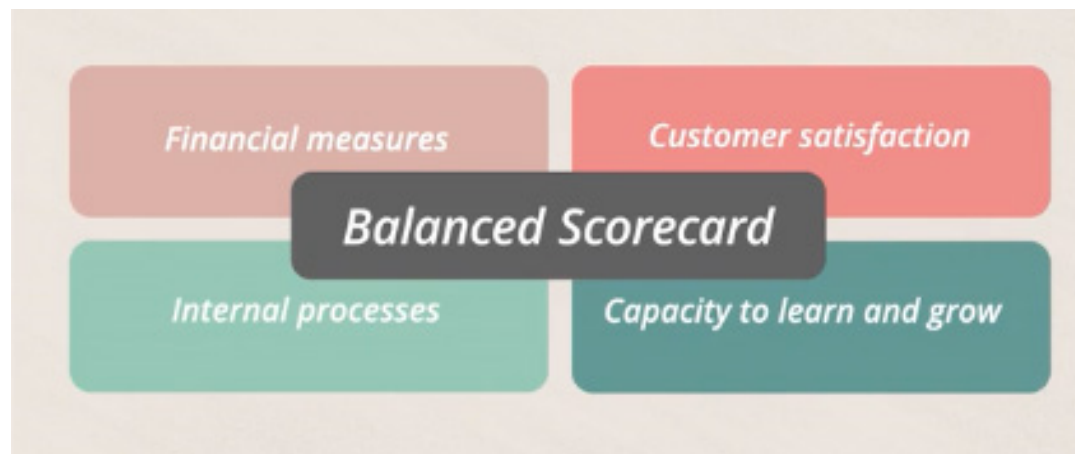 Financial measures
Customer satisfaction
Balanced Scorecard
Internal processes
Capacity to learn and grow